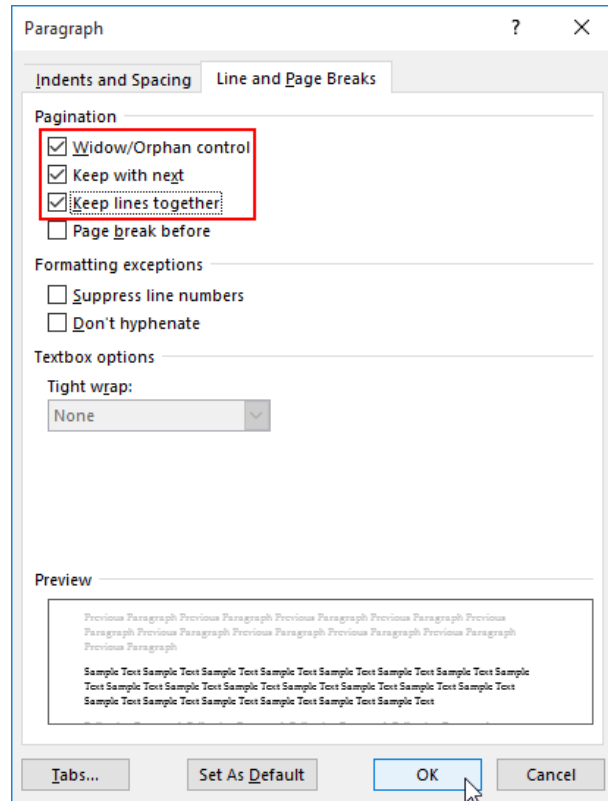 Paragraph ?
Indents and Spacing Line and Page Breaks
Pagination
Widow/Orphan control
Keep with next
Keep lines together
Page break before
Formatting exceptions
Suppress line numbers
Don't hyphenate
Textbox options
Tight wrap:
None
Preview
Previous Paragraph Previous Paragraph Previous Paragraph Previous Paragraph Previous
Paragraph Previous Paragraph Previous Paragraph Previous Paragraph Previous Paragraph
Previous Paragraph
Sample Text Sample Text Sample Text Sample Text Sample Text Sample Text Sample Text Sample
Text Sample Text Sample Text Sample Text Sample Text Sample Text Sample Text Sample Text
Sample Text Sample Text Sample Text Sample Text Sample Text Sample Text
Tabs... Set As Default OK Cancel